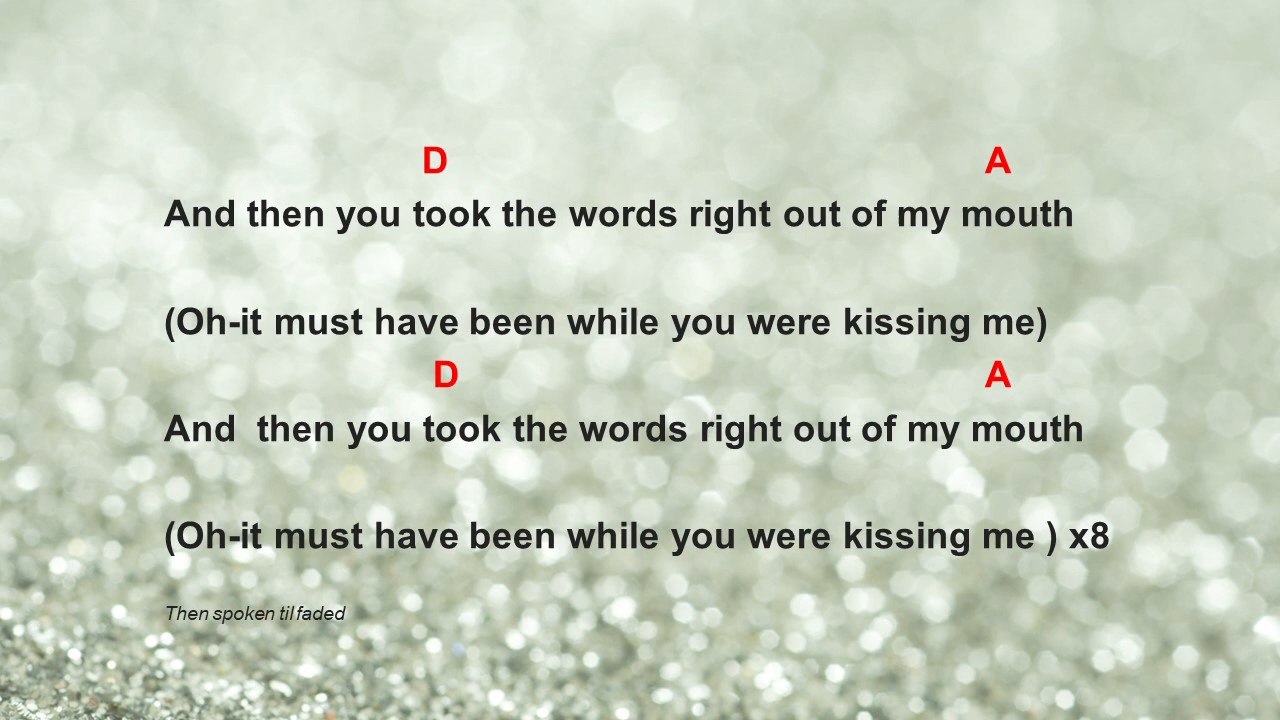 D A
And then you took the words right out of my mouth
(Oh-it must have been while you were kissing me)
D A
And  then you took the words right out of my mouth
(Oh-it must have been while you were kissing me ) x8
Then spoken til faded